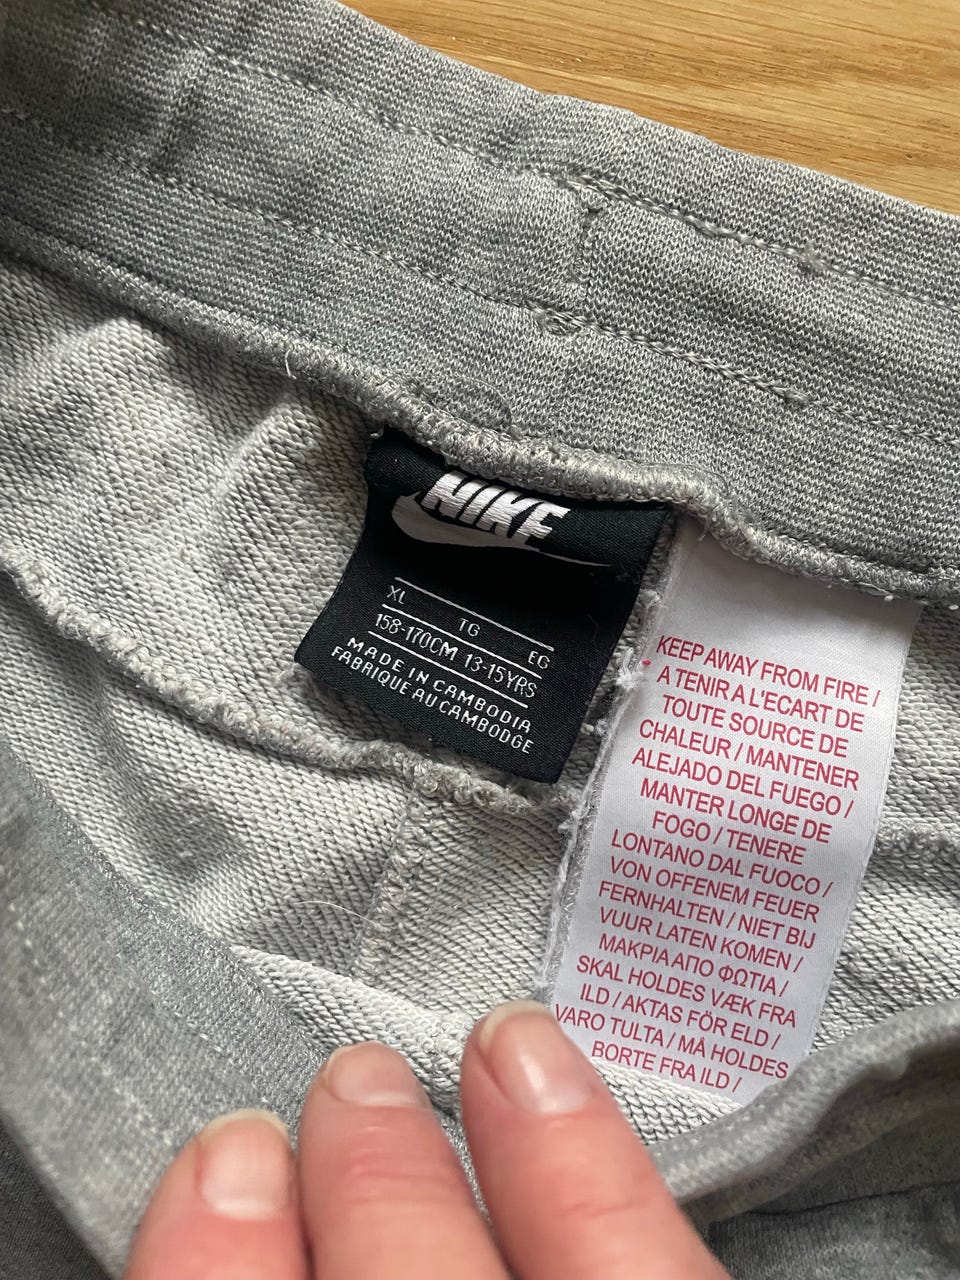 NIKE
XL
TG
EG
158-170CM 13-15YRS
MADE IN CAMBODIA
FABRIQUE AU CAMBODGE
KEEP AWAY FROM FIRE /
A TENIR A L'ECART DE
TOUTE SOURCE DE
CHALEUR / MANTENER
ALEJADO DEL FUEGO /
MANTER LONGE DE
FOGO / TENERE
LONTANO DAL FUOCO /
VON OFFENEM FEUER
FERNHALTEN / NIET BIJ
VUUR LATEN KOMEN /
ΜΑΚΡΙΑ ΑΠΟ ΦΩΤΙΑ /
SKAL HOLDES VÆK FRA
ILD / AKTAS FÖR ELD /
VARO TULTA / MÅ HOLDES
BORTE FRA ILD /